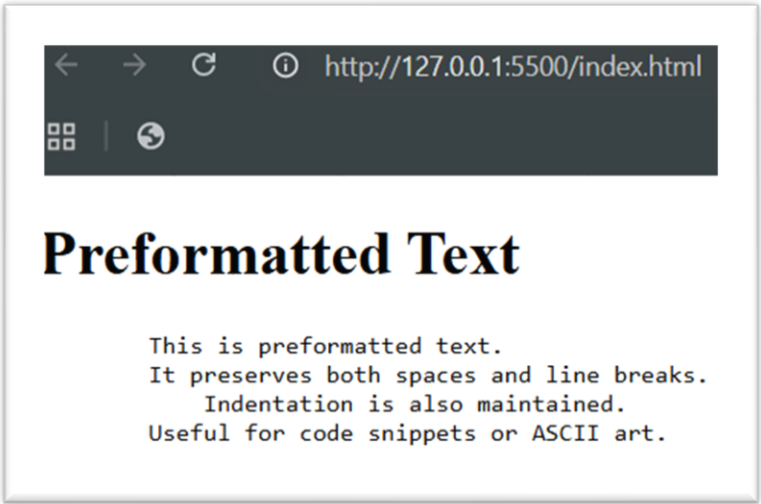 http://127.0.0.1:5500/index.html
Preformatted Text
        This is preformatted text.
        It preserves both spaces and line breaks.
            Indentation is also maintained.
        Useful for code snippets or ASCII art.